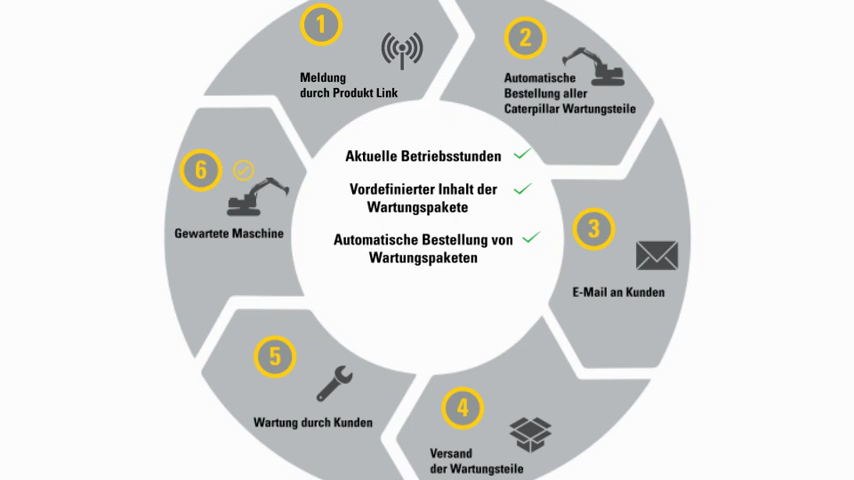 1
Meldung
durch Produkt Link
2
Automatische
Bestellung aller
Caterpillar Wartungsteile
3
E-Mail an Kunden
4
Versand
der Wartungsteile
5
Wartung durch Kunden
6
Gewartete Maschine
Aktuelle Betriebsstunden
Vordefinierter Inhalt der
Wartungspakete
Automatische Bestellung von
Wartungspaketen